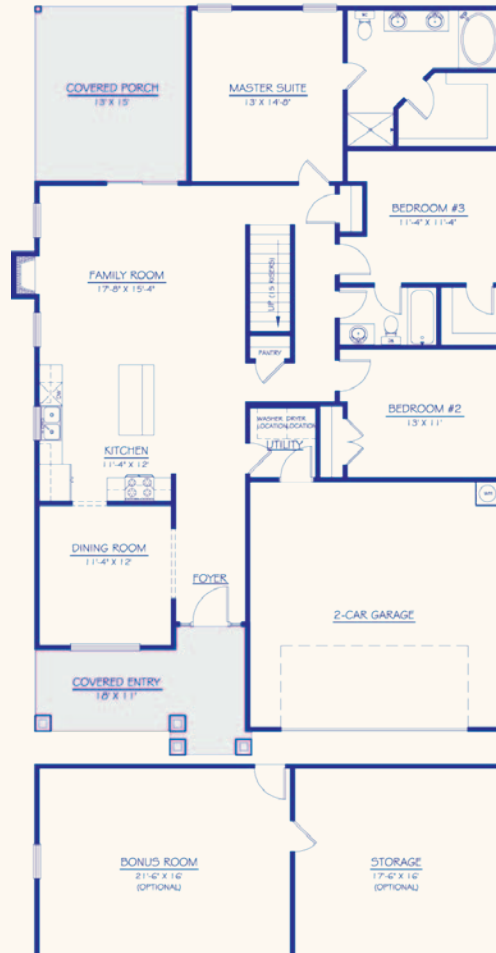 COVERED PORCH
13' X 15'
MASTER SUITE
13' X 14'-8"
BEDROOM #3
11'-4" X 11'-4"
FAMILY ROOM
17'-8" X 15'-4"
UP (15 RISERS)
PANTRY
BEDROOM #2
13' X 11'
WASHER DRYER
LOCATION LOCATION
UTILITY
KITCHEN
11'-4" X 12'
DINING ROOM
11'-4" X 12'
FOYER
2-CAR GARAGE
COVERED ENTRY
18' X 11'
BONUS ROOM
21'-6" X 16'
(OPTIONAL)
STORAGE
17'-6" X 16'
(OPTIONAL)